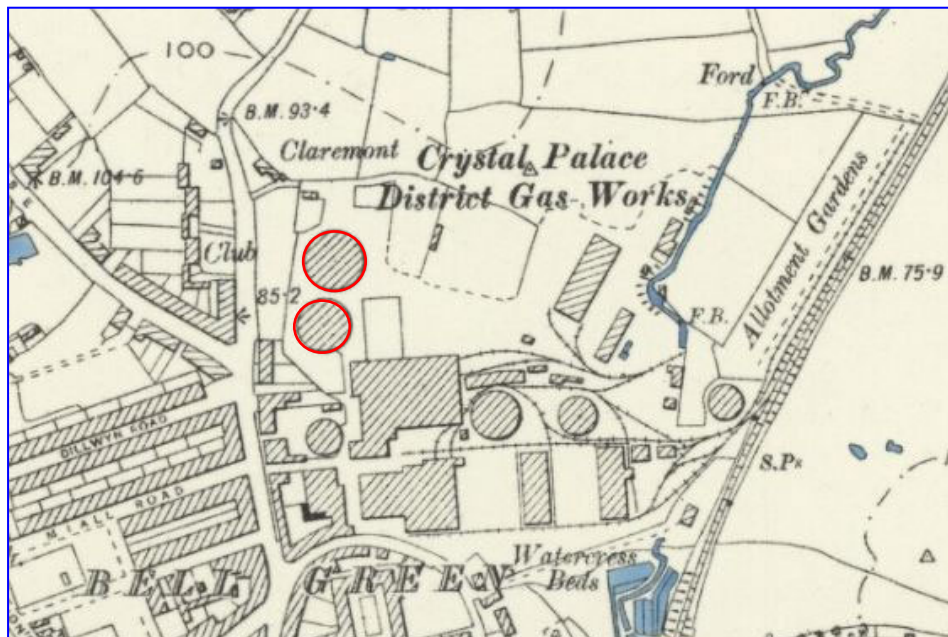 100
Ford
F.B.
B.M. 93·4
Claremont
Crystal Palace
District Gas Works
B.M. 104·6
Club
Allotment Gardens
B.M. 75·9
85·2
F.B.
DILLWYN ROAD
S.Ps
MIALL ROAD
Watercress
Beds
BELL GREEN